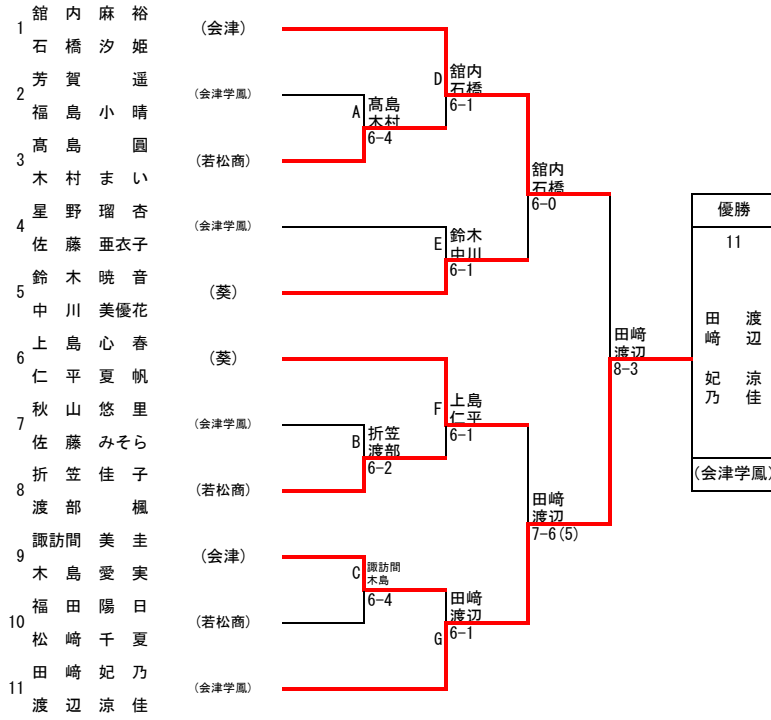 1 舘内麻裕 (会津)
石橋汐姫
2 芳賀 遥 (会津学鳳)
福島小晴
3 髙島 圓 (若松商)
木村まい
4 星野瑠杏 (会津学鳳)
佐藤亜衣子
5 鈴木暁音 (葵)
中川美優花
6 上島心春 (葵)
仁平夏帆
7 秋山悠里 (会津学鳳)
佐藤みそら
8 折笠佳子 (若松商)
渡部 楓
9 諏訪間美圭 (会津)
木島愛実
10 福田陽日 (若松商)
松﨑千夏
11 田﨑妃乃 (会津学鳳)
渡辺涼佳
A
髙島
木村
6-4
B
折笠
渡部
6-2
C
諏訪間
木島
6-4
D
舘内
石橋
6-1
E
鈴木
中川
6-1
F
上島
仁平
6-1
G
田﨑
渡辺
6-1
舘内
石橋
6-0
田﨑
渡辺
7-6(5)
田﨑
渡辺
8-3
優勝
11
渡辺 涼佳
田﨑 妃乃
(会津学鳳)